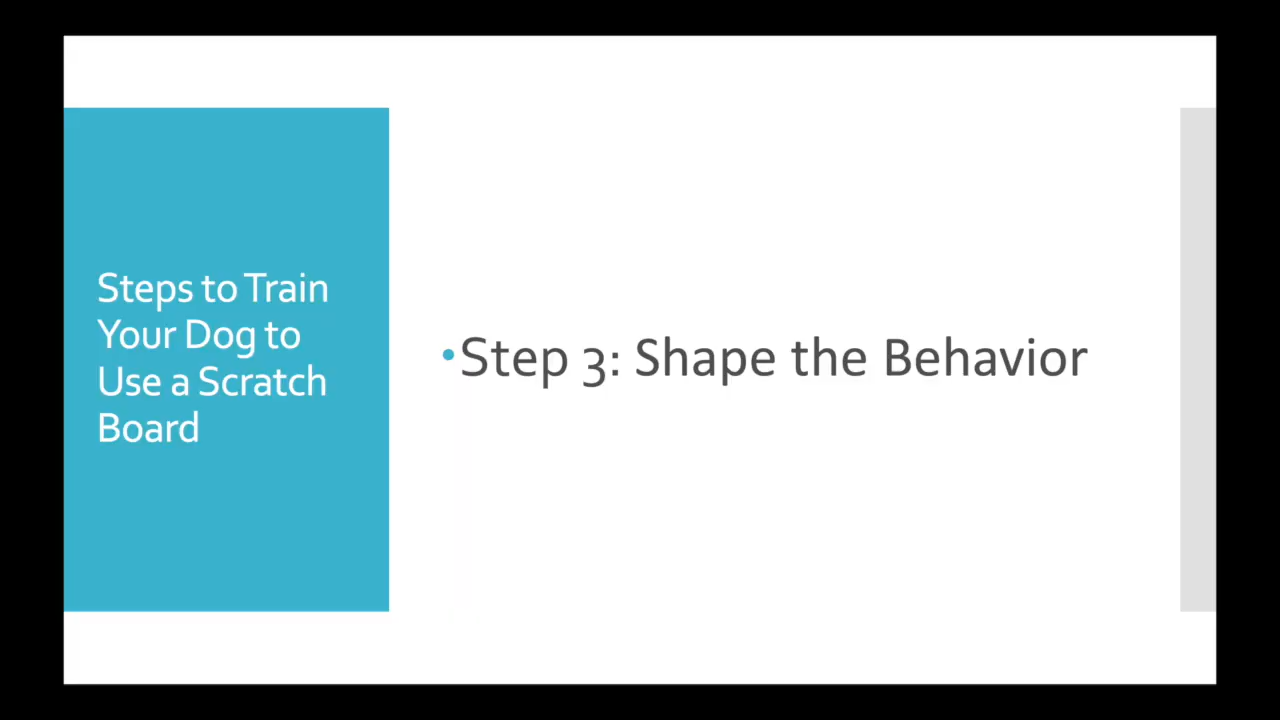 Steps to Train
Your Dog to
Use a Scratch
Board
•Step 3: Shape the Behavior